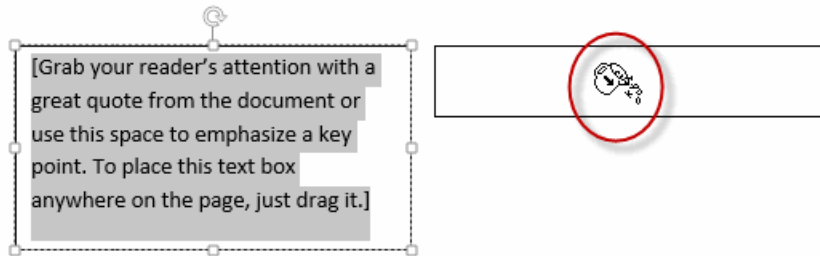 [Grab your reader’s attention with a
great quote from the document or
use this space to emphasize a key
point. To place this text box
anywhere on the page, just drag it.]